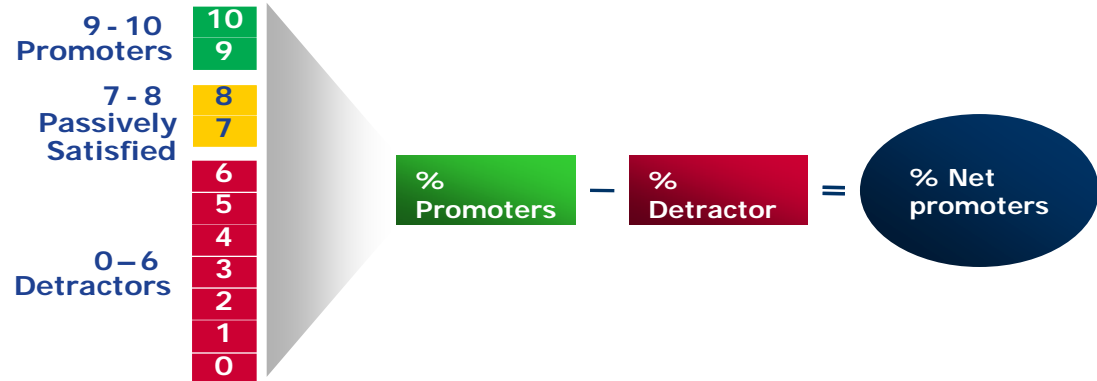 9 - 10
Promoters
10
9
7 - 8
Passively
Satisfied
8
7
0–6
Detractors
6
5
4
3
2
1
0
%
Promoters
–
%
Detractor
=
% Net
promoters